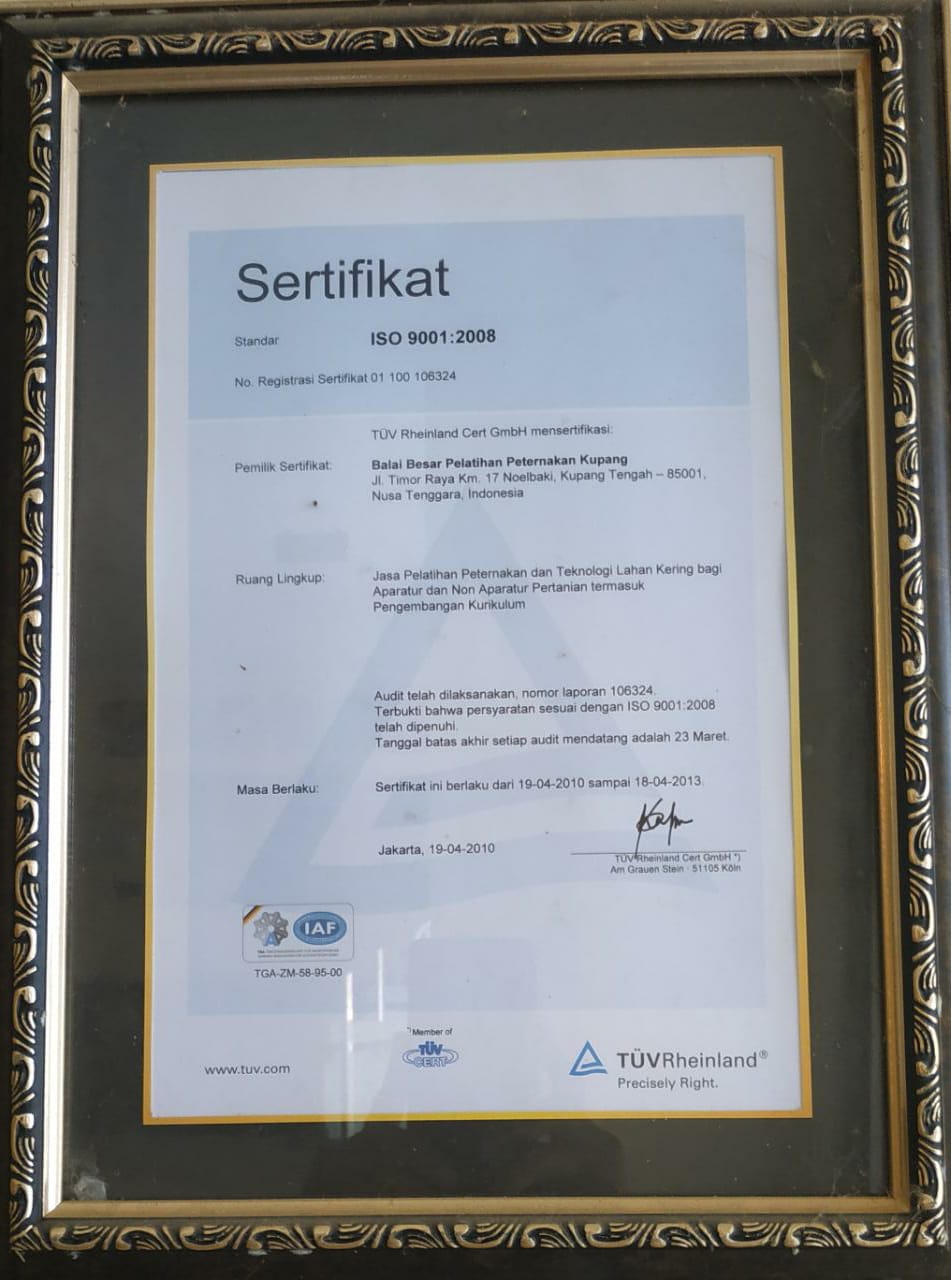 Sertifikat
Standar ISO 9001:2008
No. Registrasi Sertifikat 01 100 106324
TÜV Rheinland Cert GmbH mensertifikasi:
Pemilik Sertifikat: Balai Besar Pelatihan Peternakan Kupang
Jl. Timor Raya Km. 17 Noelbaki, Kupang Tengah – 85001,
Nusa Tenggara, Indonesia
Ruang Lingkup: Jasa Pelatihan Peternakan dan Teknologi Lahan Kering bagi
Aparatur dan Non Aparatur Pertanian termasuk
Pengembangan Kurikulum
Audit telah dilaksanakan, nomor laporan 106324.
Terbukti bahwa persyaratan sesuai dengan ISO 9001:2008
telah dipenuhi.
Tanggal batas akhir setiap audit mendatang adalah 23 Maret.
Masa Berlaku: Sertifikat ini berlaku dari 19-04-2010 sampai 18-04-2013.
Jakarta, 19-04-2010
TÜV Rheinland Cert GmbH *)
Am Grauen Stein · 51105 Köln
IAF
TGA-ZM-58-95-00
*) Member of
TÜV
CERT
www.tuv.com
TÜVRheinland®
Precisely Right.